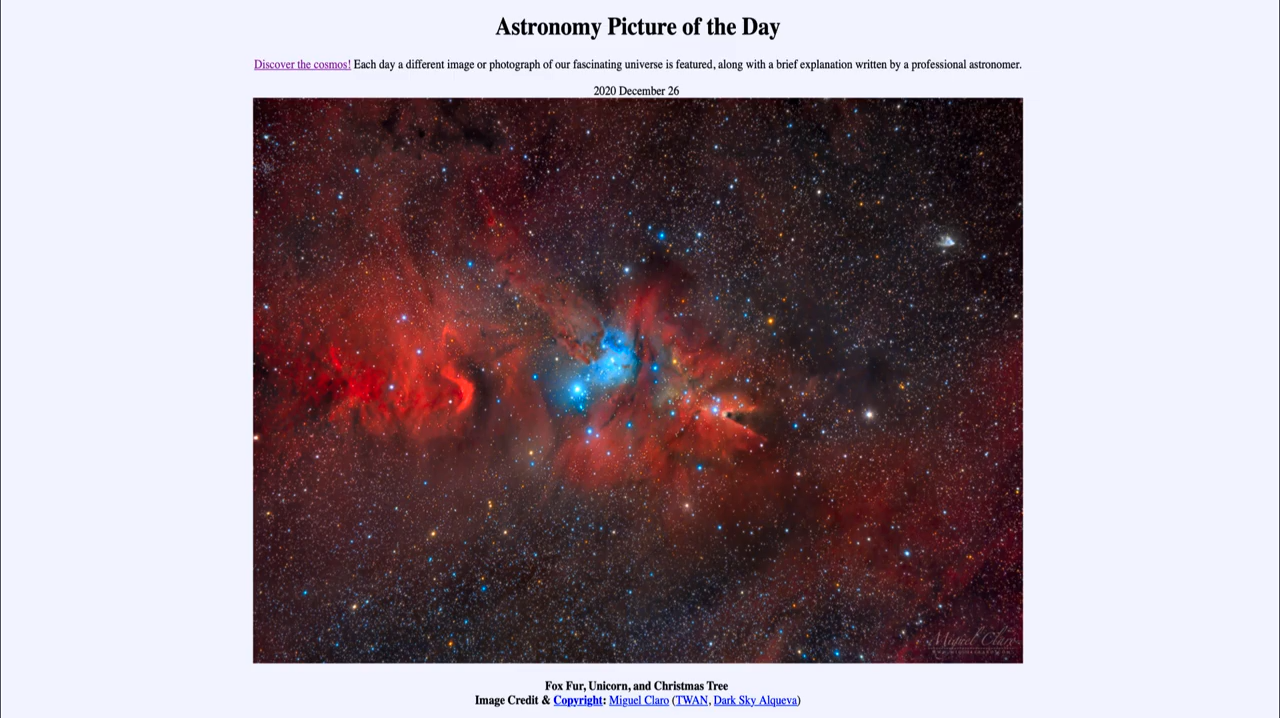 Astronomy Picture of the Day
Discover the cosmos! Each day a different image or photograph of our fascinating universe is featured, along with a brief explanation written by a professional astronomer.
2020 December 26
Miguel Claro
Fox Fur, Unicorn, and Christmas Tree
Image Credit & Copyright: Miguel Claro (TWAN, Dark Sky Alqueva)